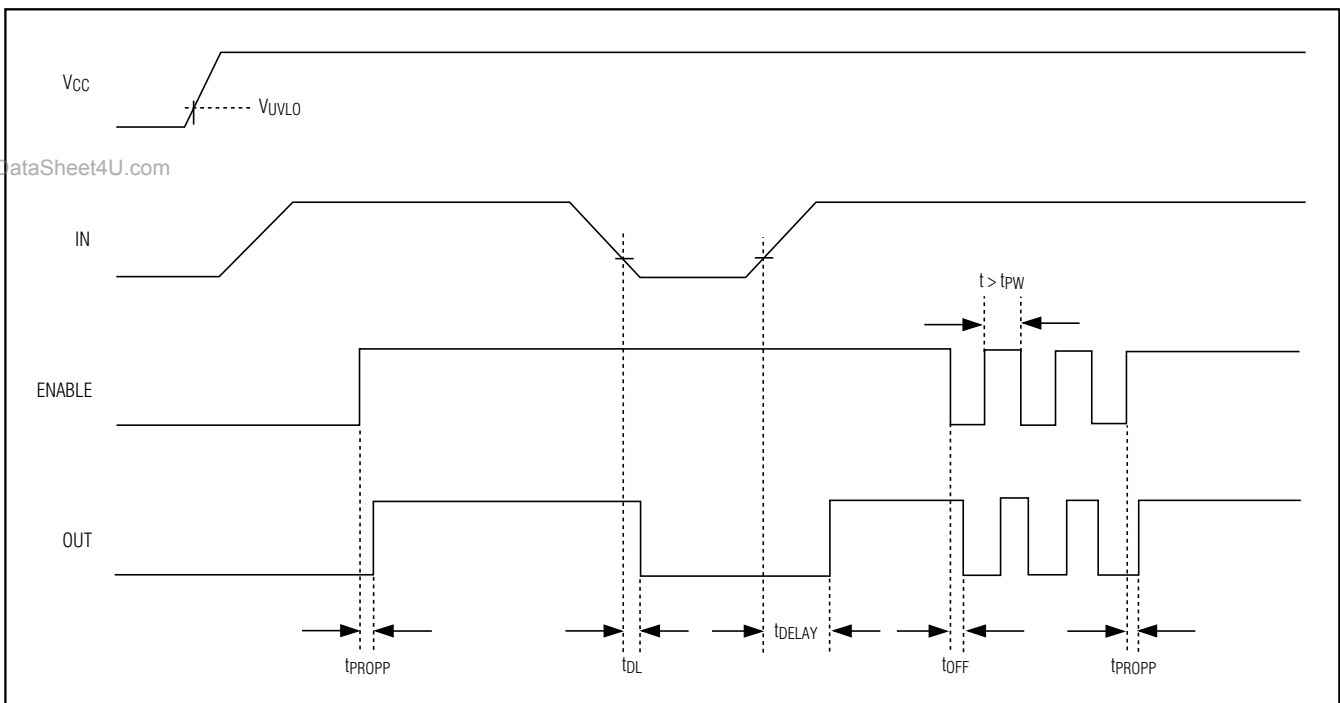 VCC
VUVLO
DataSheet4U.com
IN
t > tPW
ENABLE
OUT
tPROPP
tDL
tDELAY
tOFF
tPROPP